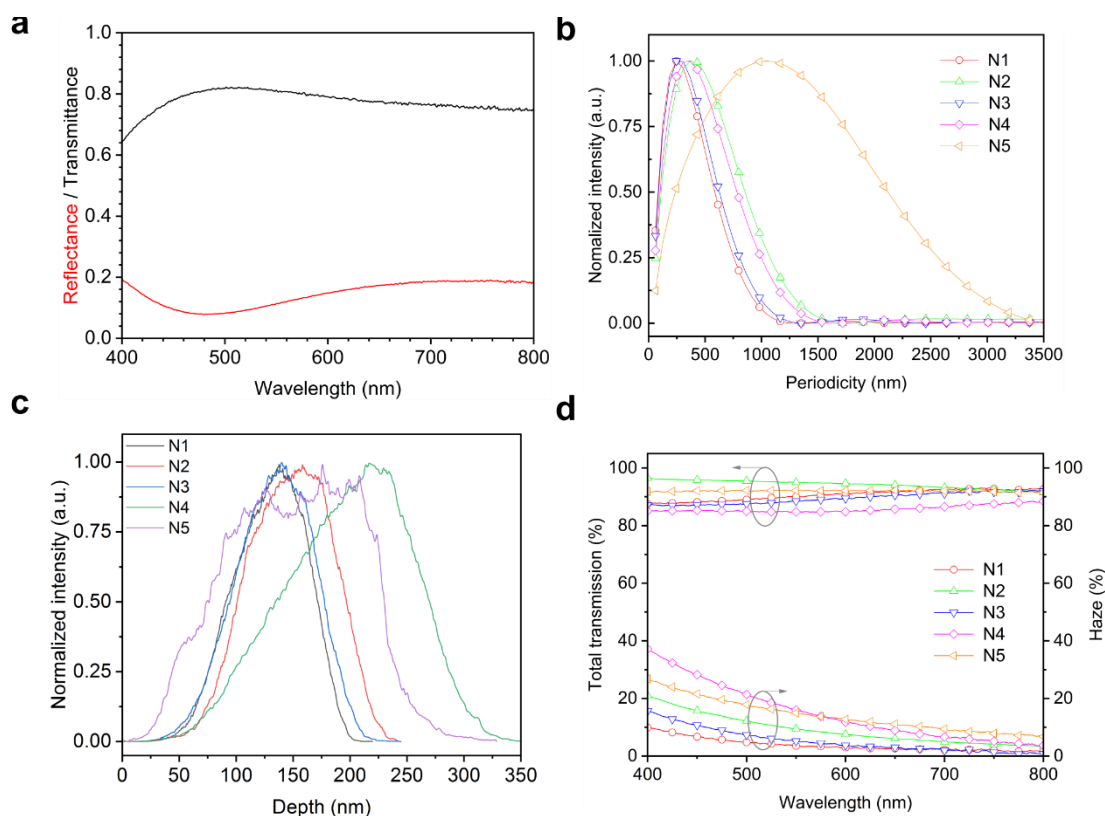 a
1.0
0.8
0.6
0.4
0.2
0.0
400 500 600 700 800
Reflectance / Transmittance
Wavelength (nm)
b
1.00
0.75
0.50
0.25
0.00
0 500 1000 1500 2000 2500 3000 3500
Nomalized intensity (a.u.)
Periodicity (nm)
N1
N2
N3
N4
N5
c
1.00
0.75
0.50
0.25
0.00
0 50 100 150 200 250 300 350
Normalized intensity (a.u.)
Depth (nm)
N1
N2
N3
N4
N5
d
100
80
60
40
20
0
400 500 600 700 800
100
80
60
40
20
0
Total transmission (%)
Haze (%)
Wavelength (nm)
N1
N2
N3
N4
N5